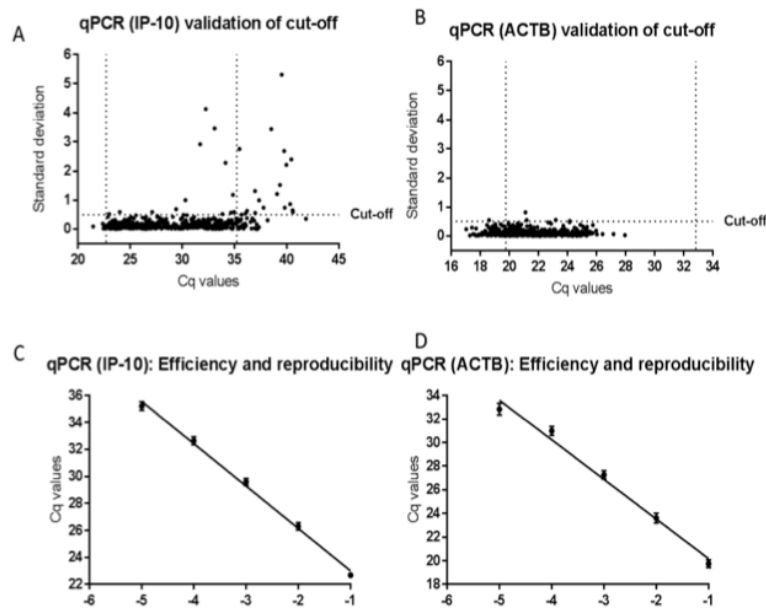 A
qPCR (IP-10) validation of cut-off
Standard deviation
6
5
4
3
2
1
0
Cut-off
20 25 30 35 40 45
Cq values
B
qPCR (ACTB) validation of cut-off
Standard deviation
6
5
4
3
2
1
0
Cut-off
16 18 20 22 24 26 28 30 32 34
Cq values
C
qPCR (IP-10): Efficiency and reproducibility
Cq values
36
34
32
30
28
26
24
22
-6 -5 -4 -3 -2 -1
D
qPCR (ACTB): Efficiency and reproducibility
Cq values
34
32
30
28
26
24
22
20
18
-6 -5 -4 -3 -2 -1